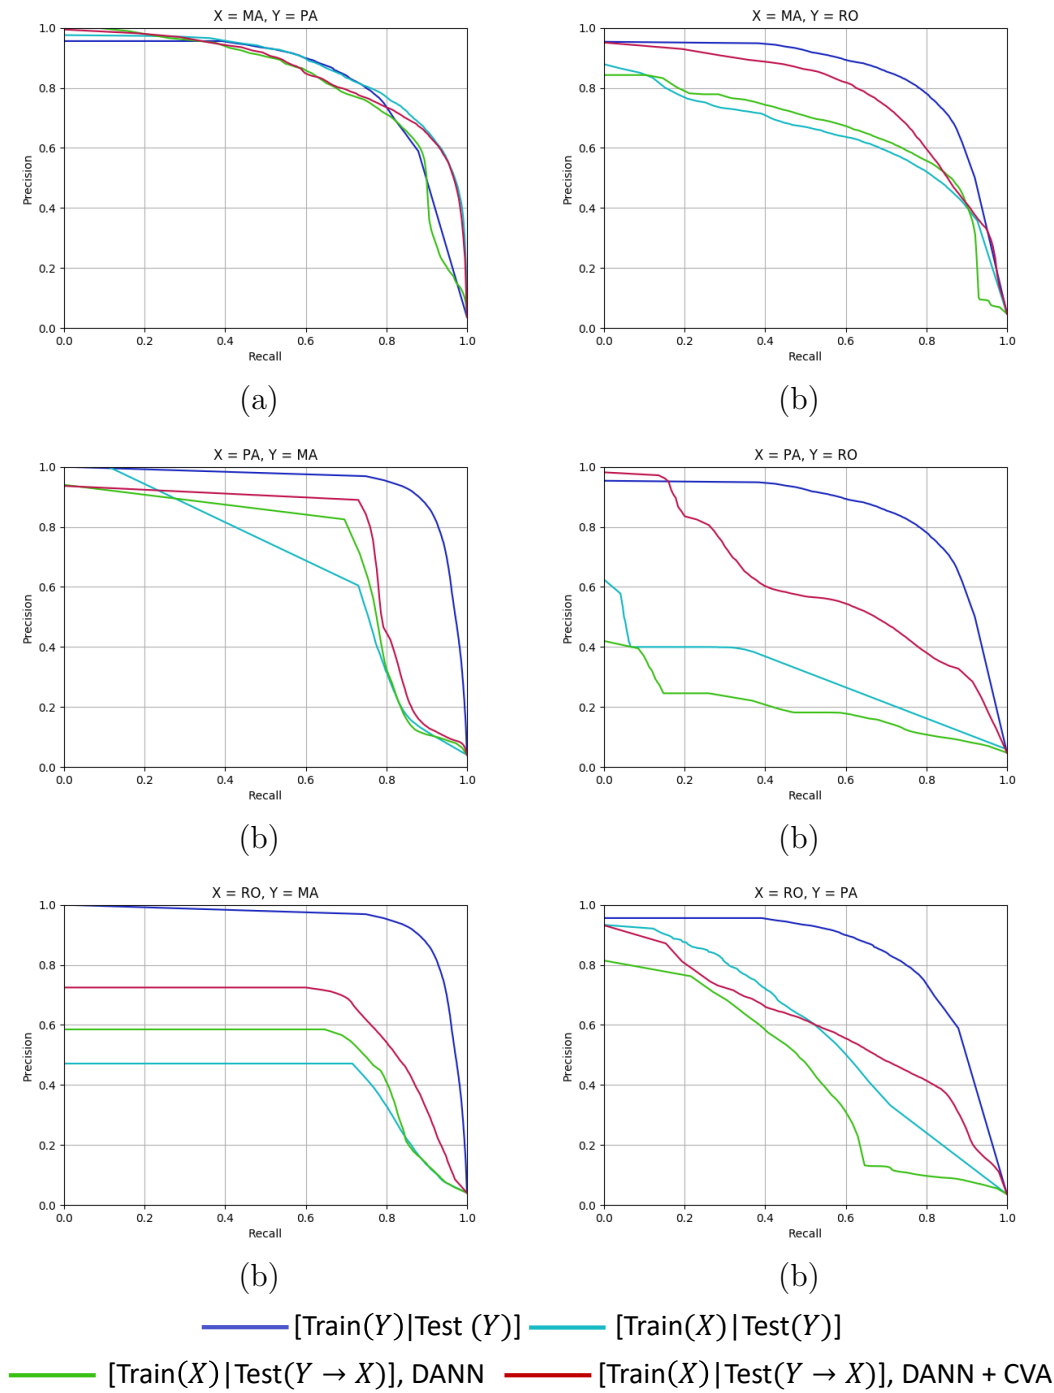 X = MA, Y = PA
1.0
0.8
0.6
0.4
0.2
0.0
Precision
0.0 0.2 0.4 0.6 0.8 1.0
Recall
(a)
X = MA, Y = RO
1.0
0.8
0.6
0.4
0.2
0.0
Precision
0.0 0.2 0.4 0.6 0.8 1.0
Recall
(b)
X = PA, Y = MA
1.0
0.8
0.6
0.4
0.2
0.0
Precision
0.0 0.2 0.4 0.6 0.8 1.0
Recall
(b)
X = PA, Y = RO
1.0
0.8
0.6
0.4
0.2
0.0
Precision
0.0 0.2 0.4 0.6 0.8 1.0
Recall
(b)
X = RO, Y = MA
1.0
0.8
0.6
0.4
0.2
0.0
Precision
0.0 0.2 0.4 0.6 0.8 1.0
Recall
(b)
X = RO, Y = PA
1.0
0.8
0.6
0.4
0.2
0.0
Precision
0.0 0.2 0.4 0.6 0.8 1.0
Recall
(b)
[Train(Y)|Test (Y)] [Train(X)|Test(Y)]
[Train(X)|Test(Y → X)], DANN [Train(X)|Test(Y → X)], DANN + CVA